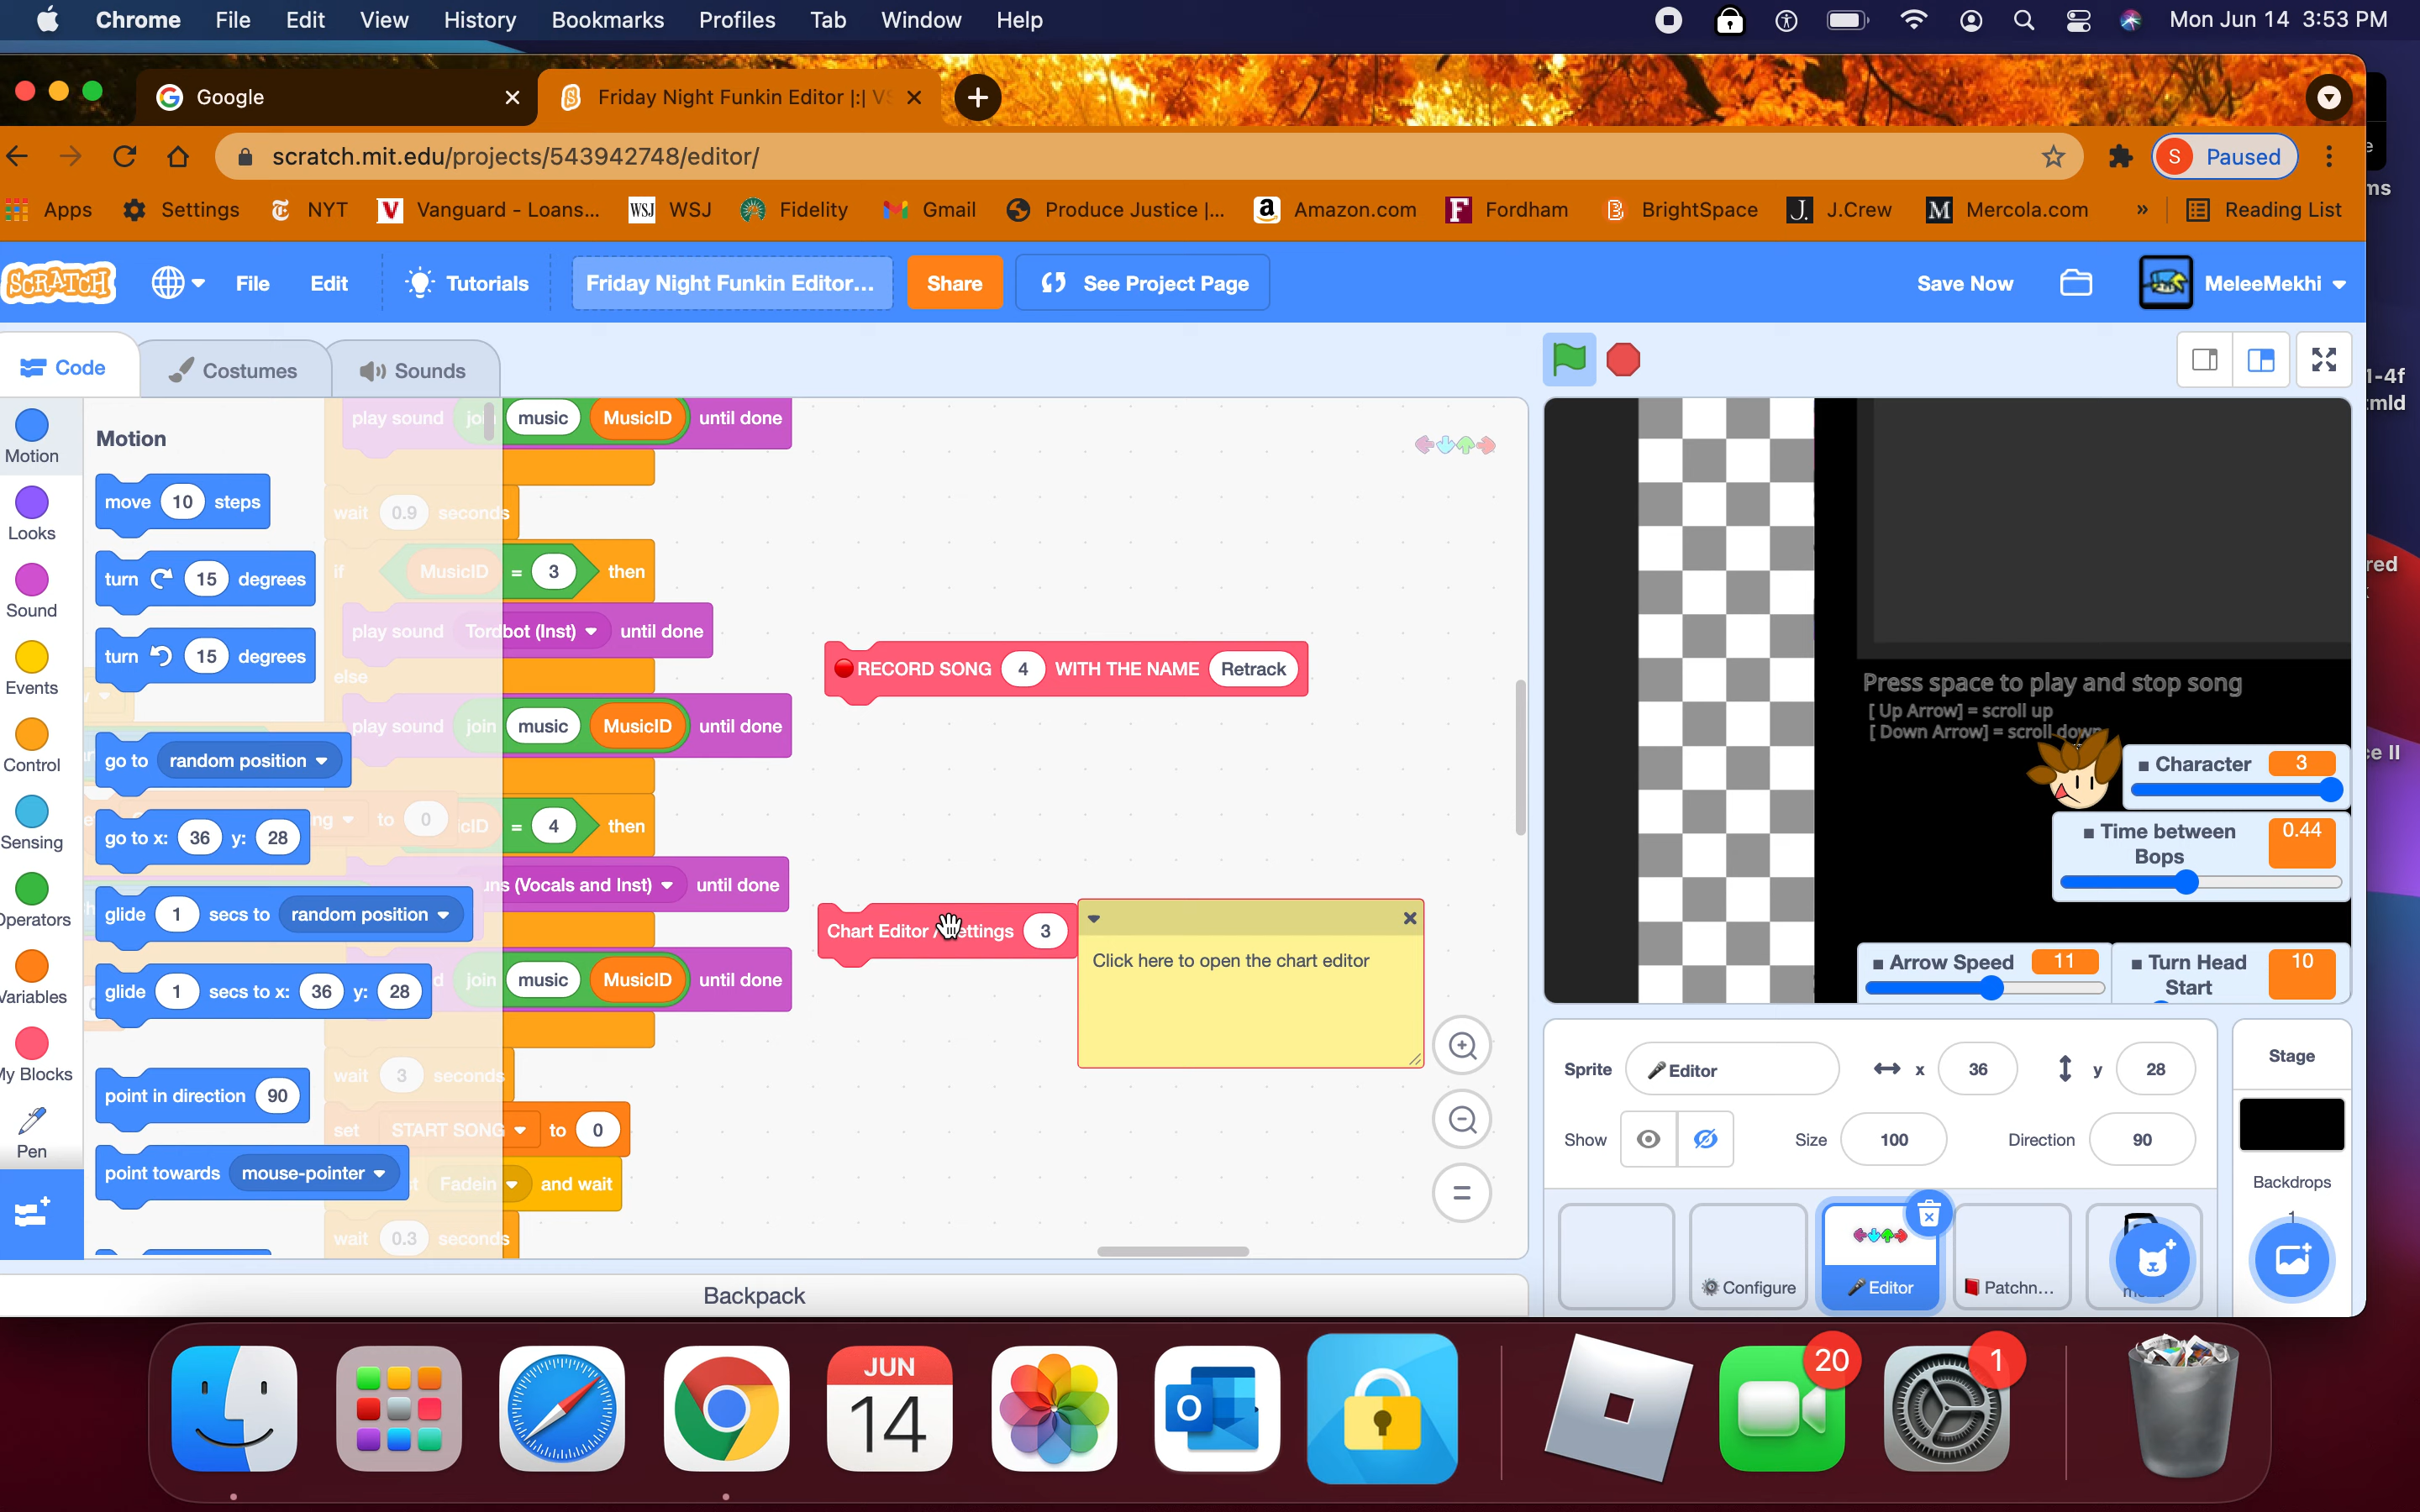 Chrome File Edit View History Bookmarks Profiles Tab Window Help Mon Jun 14 3:53 PM
Google Friday Night Funkin Editor |:| VS
scratch.mit.edu/projects/543942748/editor/ S Paused
Apps Settings NYT Vanguard - Loans... WSJ WSJ Fidelity Gmail Produce Justice |... Amazon.com Fordham BrightSpace J.Crew Mercola.com » Reading List
SCRATCH File Edit Tutorials Friday Night Funkin Editor... Share See Project Page Save Now MeleeMekhi
Code Costumes Sounds
Motion
Looks
Sound
Events
Control
Sensing
Operators
Variables
My Blocks
Pen
Motion
move 10 steps
turn 15 degrees
turn 15 degrees
go to random position
go to x: 36 y: 28
glide 1 secs to random position
glide 1 secs to x: 36 y: 28
point in direction 90
point towards mouse-pointer
play sound join music MusicID until done
wait 0.9 seconds
if MusicID = 3 then
play sound Tordbot (Inst) until done
else
play sound join music MusicID until done
to 0
= 4 then
(Vocals and Inst) until done
join music MusicID until done
wait 3 seconds
set START SONG to 0
Fadein and wait
wait 0.3 seconds
RECORD SONG 4 WITH THE NAME Retrack
Chart Editor / Settings 3
Click here to open the chart editor
Press space to play and stop song
[ Up Arrow] = scroll up
[ Down Arrow] = scroll down
Character 3
Time between Bops 0.44
Arrow Speed 11
Turn Head Start 10
Sprite Editor x 36 y 28
Show Size 100 Direction 90
Configure Editor Patchn...
Stage
Backdrops
1
Backpack
JUN
14
20
1